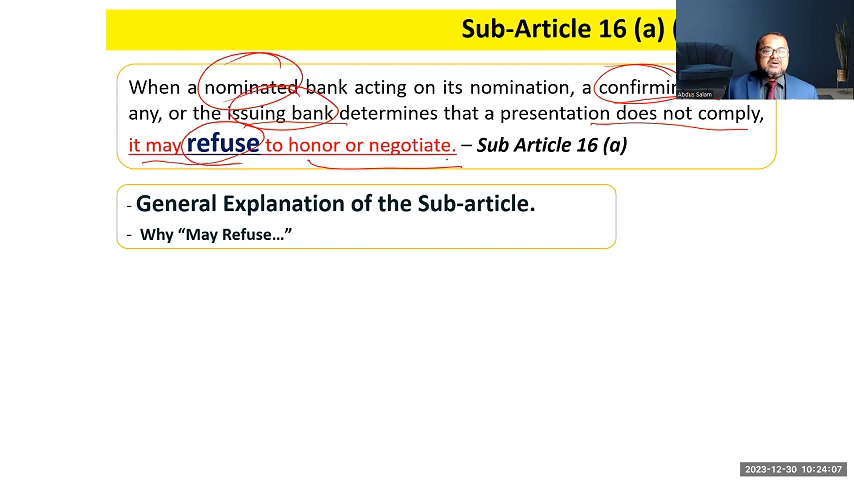 Sub-Article 16 (a) (
When a nominated bank acting on its nomination, a
any, or the issuing bank determines that a presentation does not comply,
it may refuse to honor or negotiate. – Sub Article 16 (a)
Abdus Salam
- General Explanation of the Sub-article.
- Why “May Refuse…”
2023-12-30 10:24:07